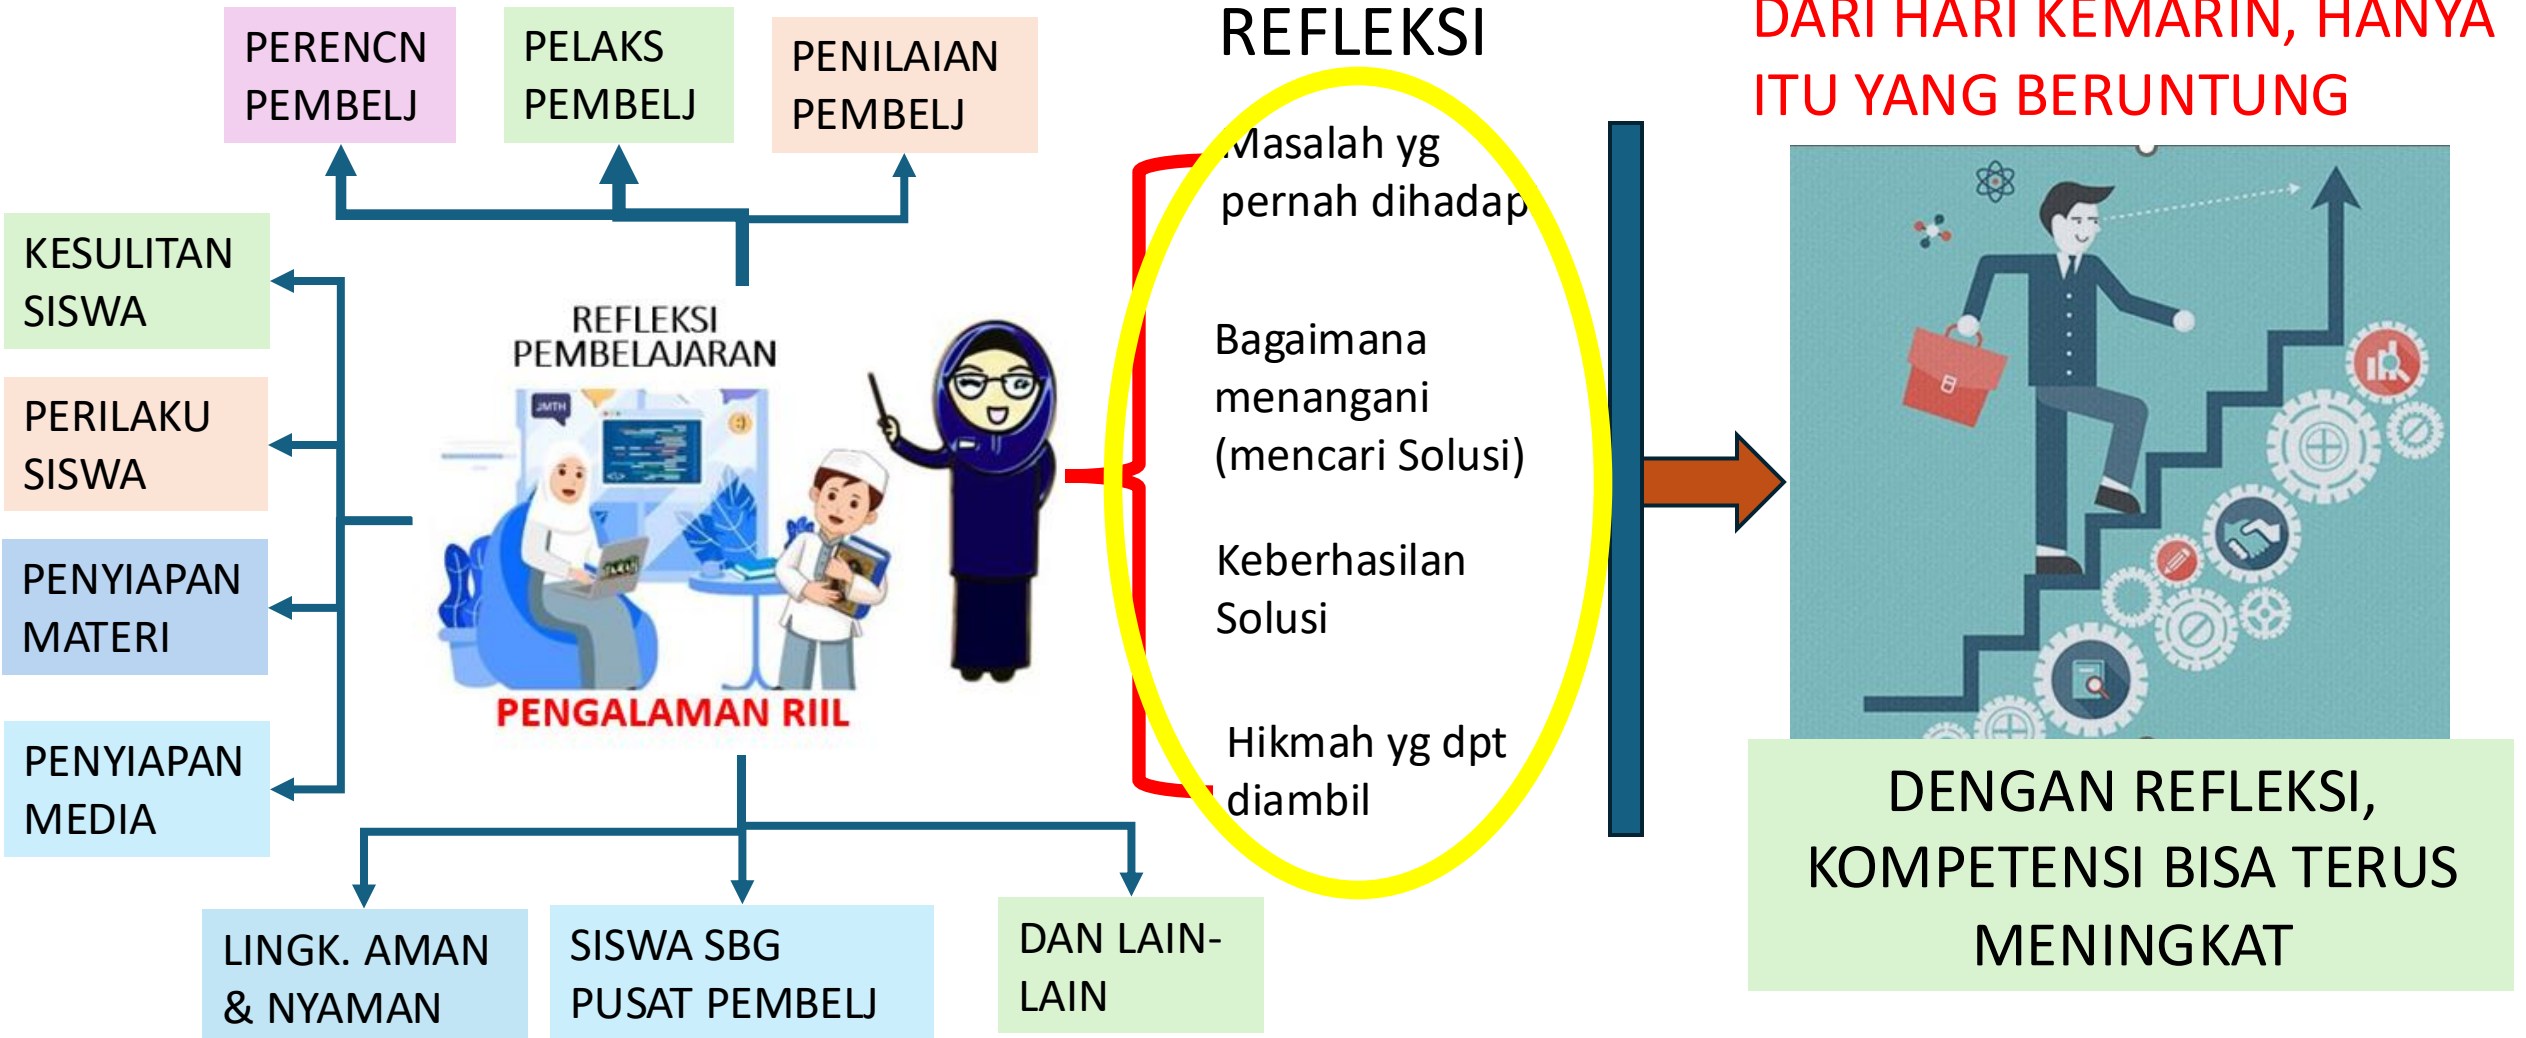 PERENCN
PEMBELJ
PELAKS
PEMBELJ
PENILAIAN
PEMBELJ
KESULITAN
SISWA
PERILAKU
SISWA
PENYIAPAN
MATERI
PENYIAPAN
MEDIA
REFLEKSI
PEMBELAJARAN
JMTH
PENGALAMAN RIIL
LINGK. AMAN
& NYAMAN
SISWA SBG
PUSAT PEMBELJ
DAN LAIN-
LAIN
REFLEKSI
Masalah yg
pernah dihadap
Bagaimana
menangani
(mencari Solusi)
Keberhasilan
Solusi
Hikmah yg dpt
diambil
DARI HARI KEMARIN, HANYA
ITU YANG BERUNTUNG
DENGAN REFLEKSI,
KOMPETENSI BISA TERUS
MENINGKAT